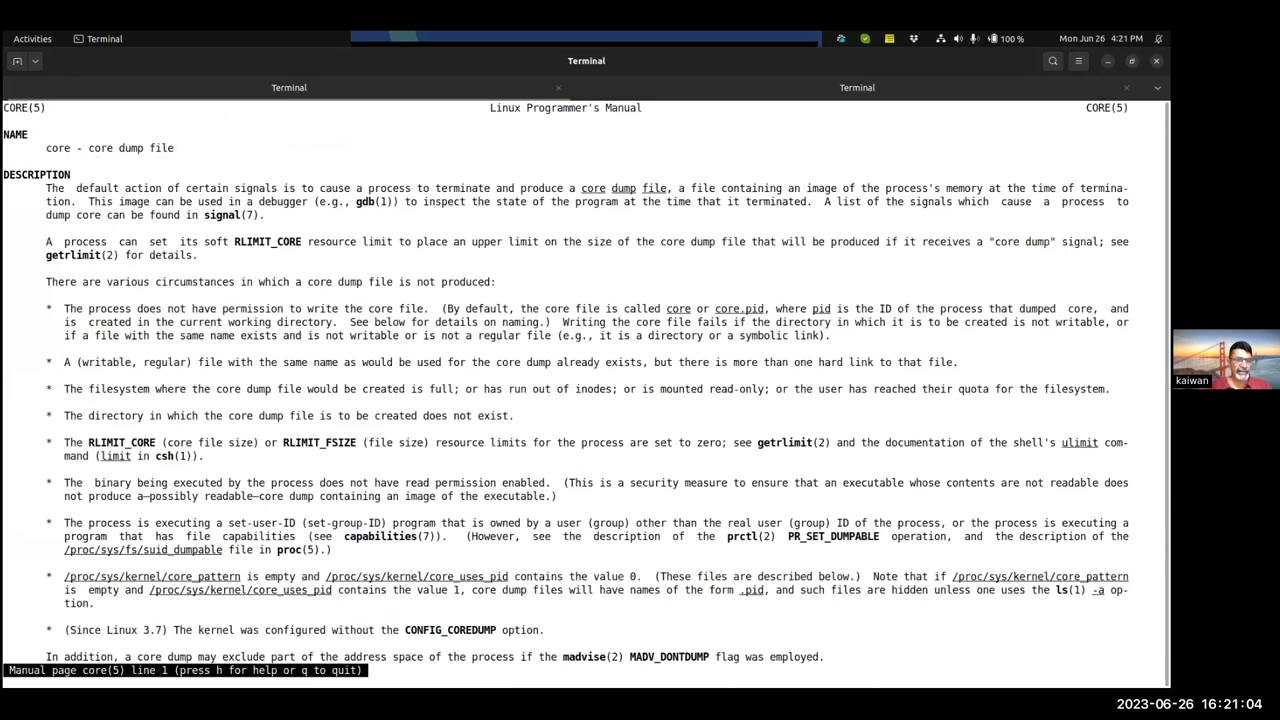 Activities Terminal 100 % Mon Jun 26 4:21 PM
Terminal
Terminal Terminal
CORE(5) Linux Programmer's Manual CORE(5)
NAME
core - core dump file
DESCRIPTION
The default action of certain signals is to cause a process to terminate and produce a core dump file, a file containing an image of the process's memory at the time of termina-
tion. This image can be used in a debugger (e.g., gdb(1)) to inspect the state of the program at the time that it terminated. A list of the signals which cause a process to
dump core can be found in signal(7).
A process can set its soft RLIMIT_CORE resource limit to place an upper limit on the size of the core dump file that will be produced if it receives a "core dump" signal; see
getrlimit(2) for details.
There are various circumstances in which a core dump file is not produced:
* The process does not have permission to write the core file. (By default, the core file is called core or core.pid, where pid is the ID of the process that dumped core, and
is created in the current working directory. See below for details on naming.) Writing the core file fails if the directory in which it is to be created is not writable, or
if a file with the same name exists and is not writable or is not a regular file (e.g., it is a directory or a symbolic link).
* A (writable, regular) file with the same name as would be used for the core dump already exists, but there is more than one hard link to that file.
* The filesystem where the core dump file would be created is full; or has run out of inodes; or is mounted read-only; or the user has reached their quota for the filesystem.
* The directory in which the core dump file is to be created does not exist.
* The RLIMIT_CORE (core file size) or RLIMIT_FSIZE (file size) resource limits for the process are set to zero; see getrlimit(2) and the documentation of the shell's ulimit com-
mand (limit in csh(1)).
* The binary being executed by the process does not have read permission enabled. (This is a security measure to ensure that an executable whose contents are not readable does
not produce a—possibly readable—core dump containing an image of the executable.)
* The process is executing a set-user-ID (set-group-ID) program that is owned by a user (group) other than the real user (group) ID of the process, or the process is executing a
program that has file capabilities (see capabilities(7)). (However, see the description of the prctl(2) PR_SET_DUMPABLE operation, and the description of the
/proc/sys/fs/suid_dumpable file in proc(5).)
* /proc/sys/kernel/core_pattern is empty and /proc/sys/kernel/core_uses_pid contains the value 0. (These files are described below.) Note that if /proc/sys/kernel/core_pattern
is empty and /proc/sys/kernel/core_uses_pid contains the value 1, core dump files will have names of the form .pid, and such files are hidden unless one uses the ls(1) -a op-
tion.
* (Since Linux 3.7) The kernel was configured without the CONFIG_COREDUMP option.
In addition, a core dump may exclude part of the address space of the process if the madvise(2) MADV_DONTDUMP flag was employed.
Manual page core(5) line 1 (press h for help or q to quit)
kaiwan
2023-06-26 16:21:04